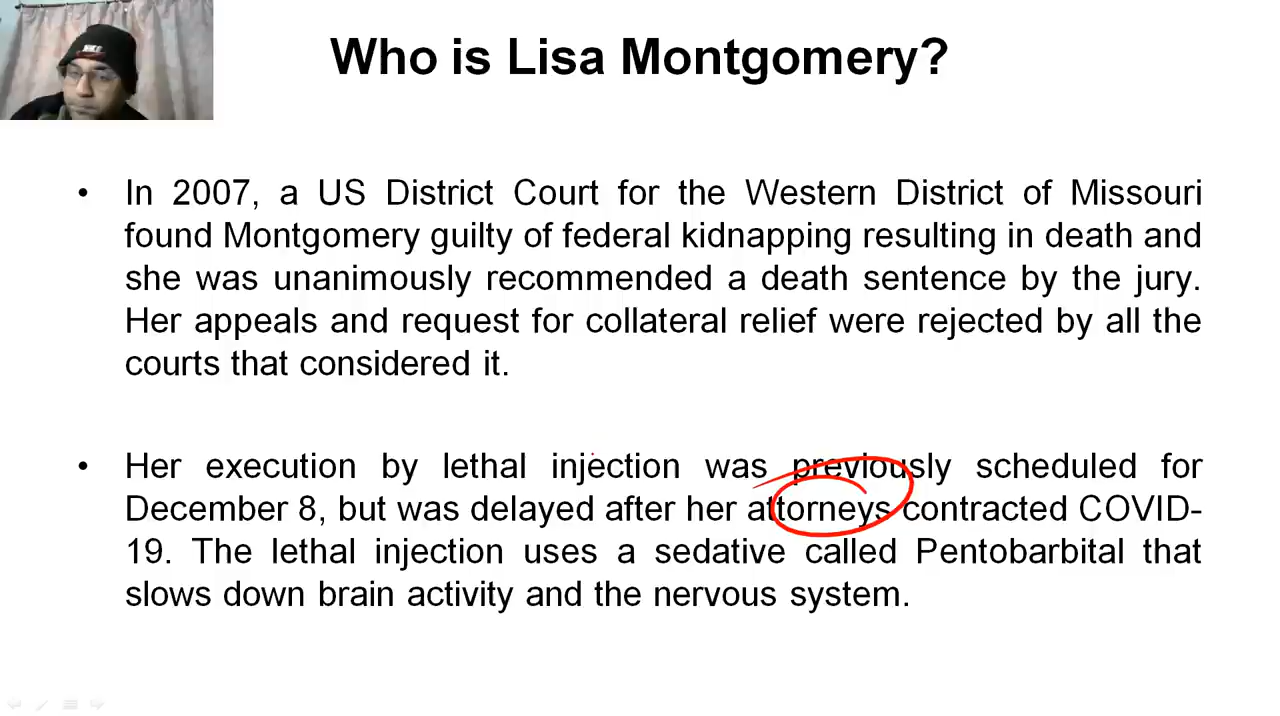 Who is Lisa Montgomery?
• In 2007, a US District Court for the Western District of Missouri
found Montgomery guilty of federal kidnapping resulting in death and
she was unanimously recommended a death sentence by the jury.
Her appeals and request for collateral relief were rejected by all the
courts that considered it.
• Her execution by lethal injection was previously scheduled for
December 8, but was delayed after her attorneys contracted COVID-
19. The lethal injection uses a sedative called Pentobarbital that
slows down brain activity and the nervous system.